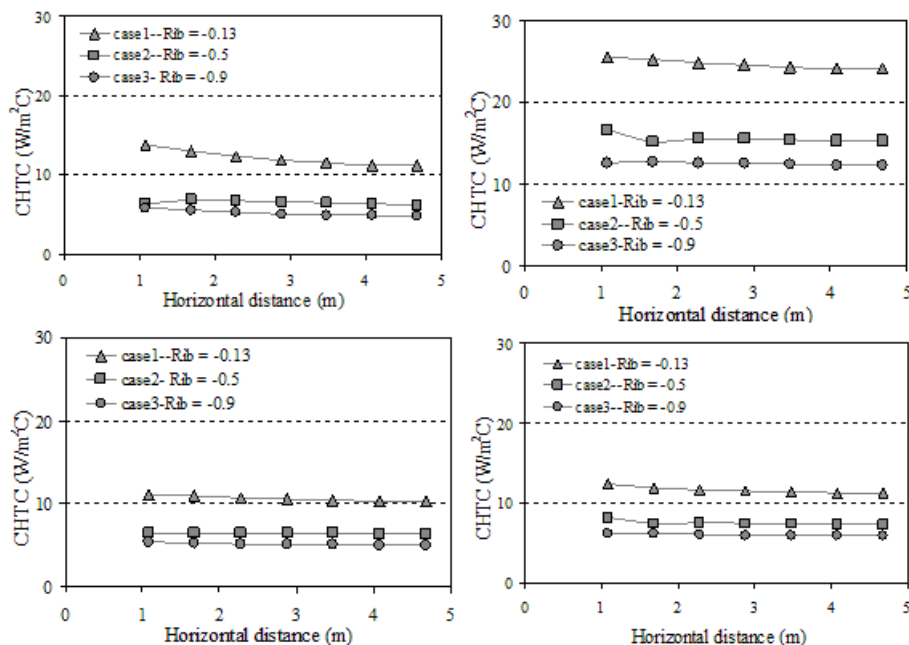 30
case1--Rib = -0.13
case2--Rib = -0.5
case3- Rib = -0.9
20
10
0
CHTC (W/m²C)
0 1 2 3 4 5
Horizontal distance (m)
30
20
10
0
CHTC (W/m²C)
case1-Rib = -0.13
case2--Rib = -0.5
case3-Rib = -0.9
0 1 2 3 4 5
Horizontal distance (m)
30
case1--Rib = -0.13
case2- Rib = -0.5
case3-Rib = -0.9
20
10
0
CHTC (W/m²C)
0 1 2 3 4 5
Horizontal distance (m)
30
case1-Rib = -0.13
case2--Rib = -0.5
case3--Rib = -0.9
20
10
0
CHTC (W/m²C)
0 1 2 3 4 5
Horizontal distance (m)